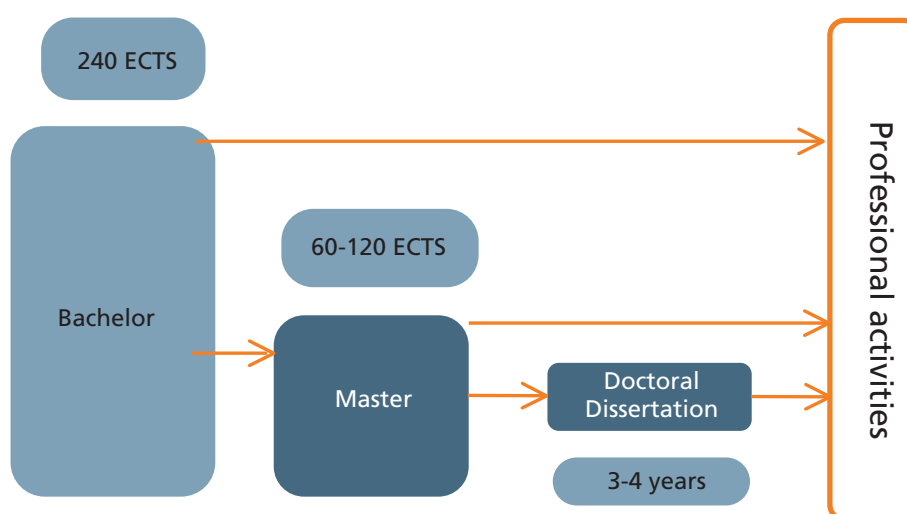 240 ECTS
Bachelor
60-120 ECTS
Master
Doctoral
Dissertation
3-4 years
Professional activities